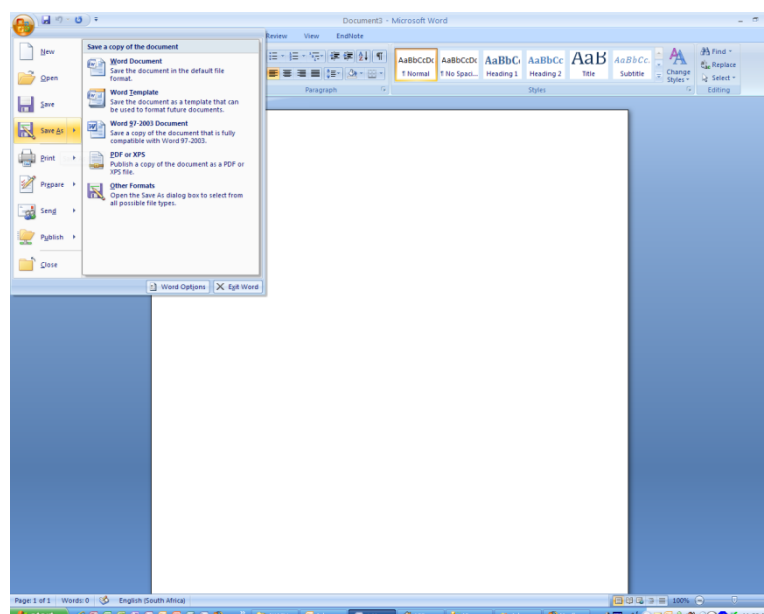 Document3 - Microsoft Word
Review View EndNote
New
Open
Save
Save As
Print
Prepare
Send
Publish
Close
Save a copy of the document
Word Document
Save the document in the default file
format.
Word Template
Save the document as a template that can
be used to format future documents.
Word 97-2003 Document
Save a copy of the document that is fully
compatible with Word 97-2003.
PDF or XPS
Publish a copy of the document as a PDF or
XPS file.
Other Formats
Open the Save As dialog box to select from
all possible file types.
Word Options Exit Word
AaBbCcDc AaBbCcDc AaBbC AaBbCc AaB AaBbCc.
¶ Normal ¶ No Spaci... Heading 1 Heading 2 Title Subtitle
Change
Styles
Find
Replace
Select
Paragraph Styles Editing
Page: 1 of 1 Words: 0 English (South Africa) 100%